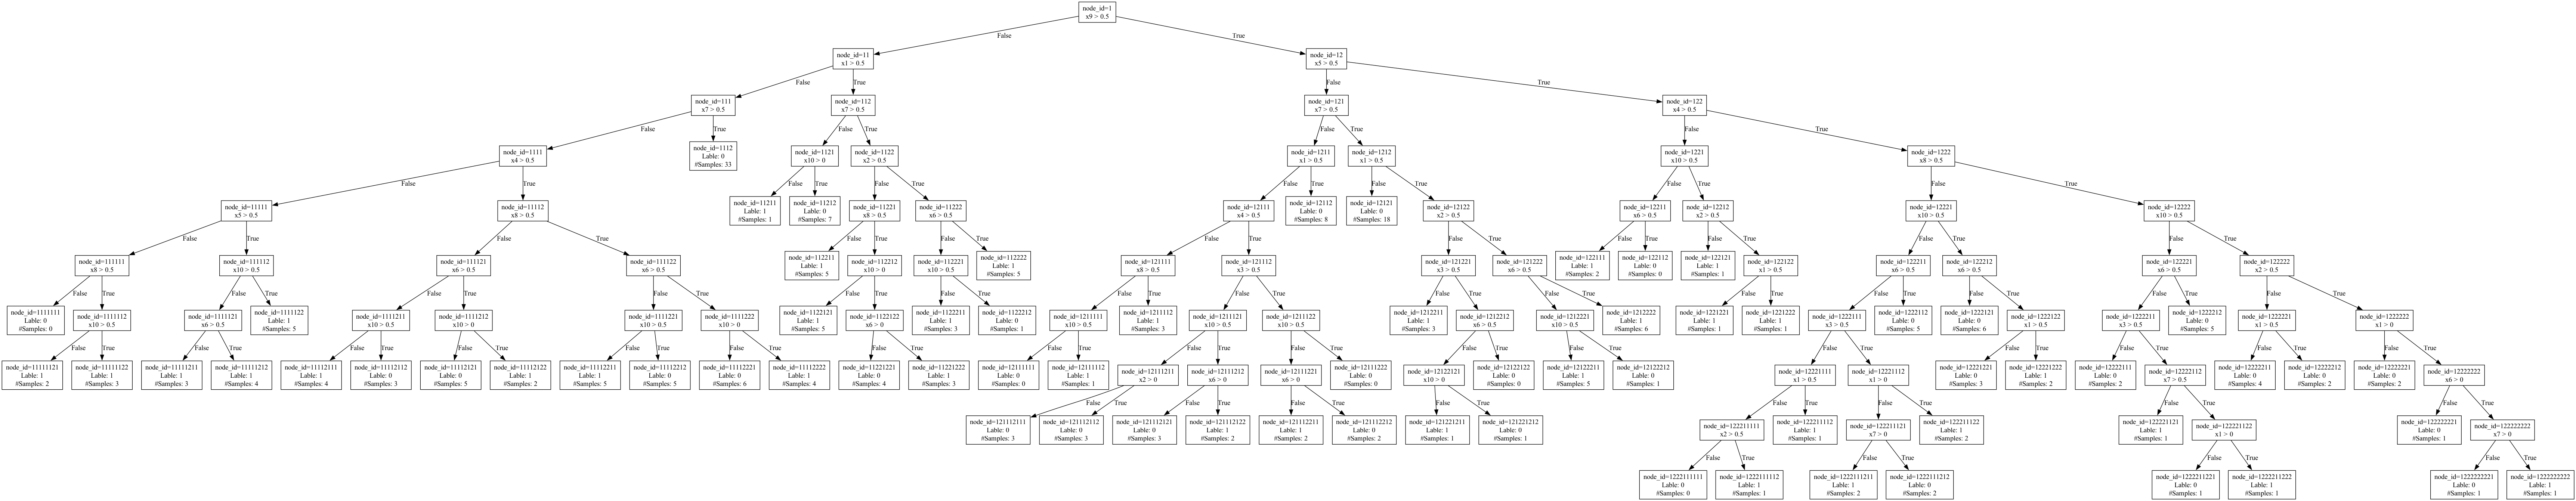 node_id=1
x9 > 0.5
False
True
node_id=11
x1 > 0.5
node_id=12
x5 > 0.5
False
True
False
True
node_id=111
x7 > 0.5
node_id=112
x7 > 0.5
node_id=121
x7 > 0.5
node_id=122
x4 > 0.5
False
True
False
True
False
True
False
True
node_id=1111
x4 > 0.5
node_id=1112
Lable: 0
#Samples: 33
node_id=1121
x10 > 0
node_id=1122
x2 > 0.5
node_id=1211
x1 > 0.5
node_id=1212
x1 > 0.5
node_id=1221
x10 > 0.5
node_id=1222
x8 > 0.5
False
True
False
True
False
True
False
True
False
True
False
True
False
True
node_id=11111
x5 > 0.5
node_id=11112
x8 > 0.5
node_id=11211
Lable: 1
#Samples: 1
node_id=11212
Lable: 0
#Samples: 7
node_id=11221
x8 > 0.5
node_id=11222
x6 > 0.5
node_id=12111
x4 > 0.5
node_id=12112
Lable: 0
#Samples: 8
node_id=12121
Lable: 0
#Samples: 18
node_id=12122
x2 > 0.5
node_id=12211
x6 > 0.5
node_id=12212
x2 > 0.5
node_id=12221
x10 > 0.5
node_id=12222
x10 > 0.5
False
True
False
True
False
True
False
True
False
True
False
True
False
True
False
True
False
True
False
True
node_id=111111
x8 > 0.5
node_id=111112
x10 > 0.5
node_id=111121
x6 > 0.5
node_id=111122
x6 > 0.5
node_id=112211
Lable: 1
#Samples: 5
node_id=112212
x10 > 0
node_id=112221
x10 > 0.5
node_id=112222
Lable: 1
#Samples: 5
node_id=121111
x8 > 0.5
node_id=121112
x3 > 0.5
node_id=121221
x3 > 0.5
node_id=121222
x6 > 0.5
node_id=122111
Lable: 1
#Samples: 2
node_id=122112
Lable: 0
#Samples: 0
node_id=122121
Lable: 1
#Samples: 1
node_id=122122
x1 > 0.5
node_id=122211
x6 > 0.5
node_id=122212
x6 > 0.5
node_id=122221
x6 > 0.5
node_id=122222
x2 > 0.5
False
True
False
True
False
True
False
True
False
True
False
True
False
True
False
True
False
True
False
True
False
True
False
True
False
True
False
True
False
True
node_id=1111111
Lable: 0
#Samples: 0
node_id=1111112
x10 > 0.5
node_id=1111121
x6 > 0.5
node_id=1111122
Lable: 1
#Samples: 5
node_id=1111211
x10 > 0.5
node_id=1111212
x10 > 0
node_id=1111221
x10 > 0.5
node_id=1111222
x10 > 0
node_id=1122121
Lable: 1
#Samples: 5
node_id=1122122
x6 > 0
node_id=1122211
Lable: 1
#Samples: 3
node_id=1122212
Lable: 0
#Samples: 1
node_id=1211111
x10 > 0.5
node_id=1211112
Lable: 1
#Samples: 3
node_id=1211121
x10 > 0.5
node_id=1211122
x10 > 0.5
node_id=1212211
Lable: 1
#Samples: 3
node_id=1212212
x6 > 0.5
node_id=1212221
x10 > 0.5
node_id=1212222
Lable: 1
#Samples: 6
node_id=1221221
Lable: 1
#Samples: 1
node_id=1221222
Lable: 1
#Samples: 1
node_id=1222111
x3 > 0.5
node_id=1222112
Lable: 0
#Samples: 5
node_id=1222121
Lable: 0
#Samples: 6
node_id=1222122
x1 > 0.5
node_id=1222211
x3 > 0.5
node_id=1222212
Lable: 0
#Samples: 5
node_id=1222221
x1 > 0.5
node_id=1222222
x1 > 0
False
True
False
True
False
True
False
True
False
True
False
True
False
True
False
True
False
True
False
True
False
True
False
True
False
True
False
True
False
True
False
True
False
True
node_id=11111121
Lable: 1
#Samples: 2
node_id=11111122
Lable: 1
#Samples: 3
node_id=11111211
Lable: 1
#Samples: 3
node_id=11111212
Lable: 1
#Samples: 4
node_id=11112111
Lable: 1
#Samples: 4
node_id=11112112
Lable: 1
#Samples: 3
node_id=11112121
Lable: 0
#Samples: 5
node_id=11112122
Lable: 1
#Samples: 2
node_id=11112211
Lable: 1
#Samples: 5
node_id=11112212
Lable: 0
#Samples: 5
node_id=11112221
Lable: 0
#Samples: 6
node_id=11112222
Lable: 1
#Samples: 4
node_id=11221221
Lable: 0
#Samples: 4
node_id=11221222
Lable: 1
#Samples: 3
node_id=12111111
Lable: 0
#Samples: 0
node_id=12111112
Lable: 1
#Samples: 1
node_id=12111211
x2 > 0
node_id=12111212
x6 > 0
node_id=12111221
x6 > 0
node_id=12111222
Lable: 0
#Samples: 0
node_id=12122121
x10 > 0
node_id=12122122
Lable: 0
#Samples: 0
node_id=12122211
Lable: 1
#Samples: 5
node_id=12122212
Lable: 0
#Samples: 1
node_id=12221111
x1 > 0.5
node_id=12221112
x1 > 0
node_id=12221221
Lable: 0
#Samples: 3
node_id=12221222
Lable: 1
#Samples: 2
node_id=12222111
Lable: 0
#Samples: 2
node_id=12222112
x7 > 0.5
node_id=12222211
Lable: 0
#Samples: 4
node_id=12222212
Lable: 0
#Samples: 2
node_id=12222221
Lable: 0
#Samples: 2
node_id=12222222
x6 > 0
False
True
False
True
False
True
False
True
False
True
False
True
False
True
False
True
node_id=121112111
Lable: 0
#Samples: 3
node_id=121112112
Lable: 0
#Samples: 3
node_id=121112121
Lable: 0
#Samples: 3
node_id=121112122
Lable: 1
#Samples: 2
node_id=121112211
Lable: 1
#Samples: 2
node_id=121112212
Lable: 0
#Samples: 2
node_id=121221211
Lable: 1
#Samples: 1
node_id=121221212
Lable: 0
#Samples: 1
node_id=122211111
x2 > 0.5
node_id=122211112
Lable: 1
#Samples: 1
node_id=122211121
x7 > 0
node_id=122211122
Lable: 1
#Samples: 2
node_id=122221121
Lable: 1
#Samples: 1
node_id=122221122
x1 > 0
node_id=122222221
Lable: 0
#Samples: 1
node_id=122222222
x7 > 0
False
True
False
True
False
True
False
True
node_id=1222111111
Lable: 0
#Samples: 0
node_id=1222111112
Lable: 1
#Samples: 1
node_id=1222111211
Lable: 1
#Samples: 2
node_id=1222111212
Lable: 0
#Samples: 2
node_id=1222211221
Lable: 0
#Samples: 1
node_id=1222211222
Lable: 1
#Samples: 1
node_id=1222222221
Lable: 0
#Samples: 1
node_id=1222222222
Lable: 1
#Samples: 1